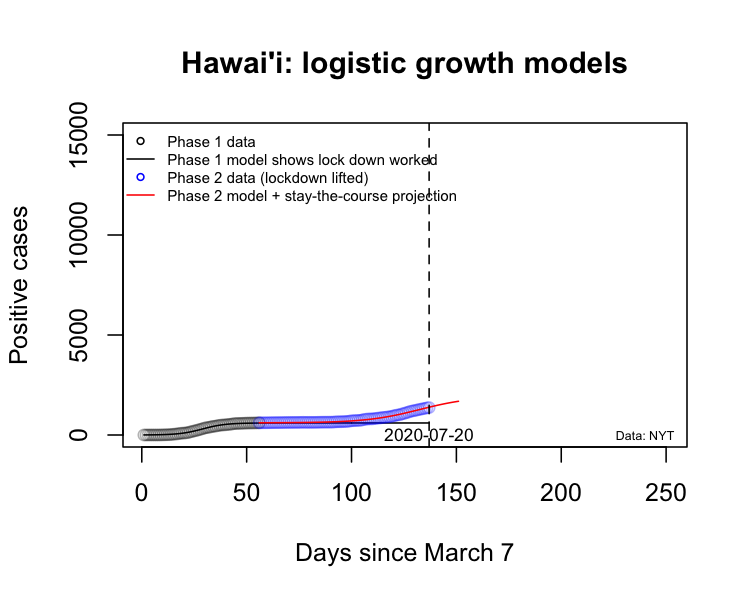 Hawai'i: logistic growth models
Phase 1 data
Phase 1 model shows lock down worked
Phase 2 data (lockdown lifted)
Phase 2 model + stay-the-course projection
Positive cases
15000
10000
5000
0
2020-07-20
Data: NYT
0 50 100 150 200 250
Days since March 7